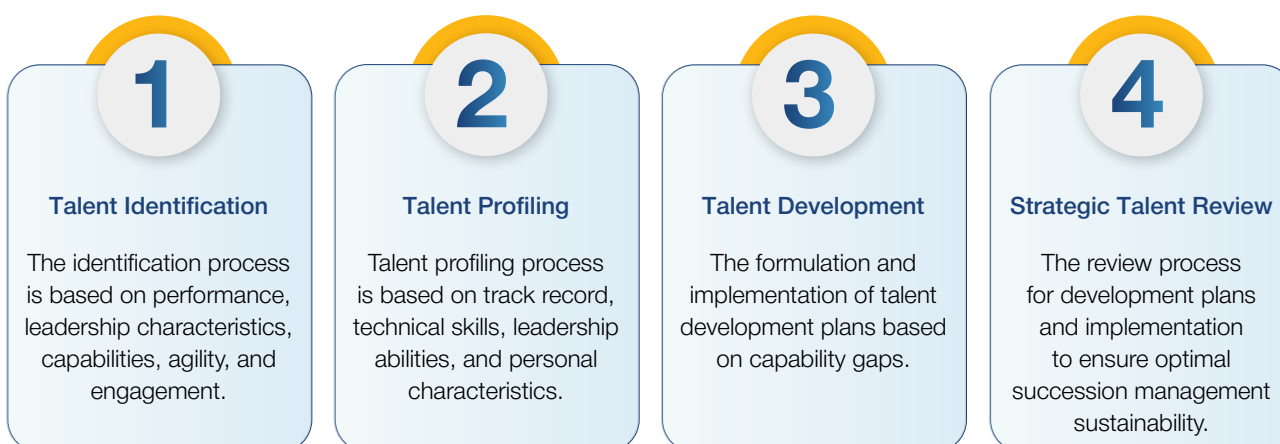 1
Talent Identification
The identification process
is based on performance,
leadership characteristics,
capabilities, agility, and
engagement.
2
Talent Profiling
Talent profiling process
is based on track record,
technical skills, leadership
abilities, and personal
characteristics.
3
Talent Development
The formulation and
implementation of talent
development plans based
on capability gaps.
4
Strategic Talent Review
The review process
for development plans
and implementation
to ensure optimal
succession management
sustainability.